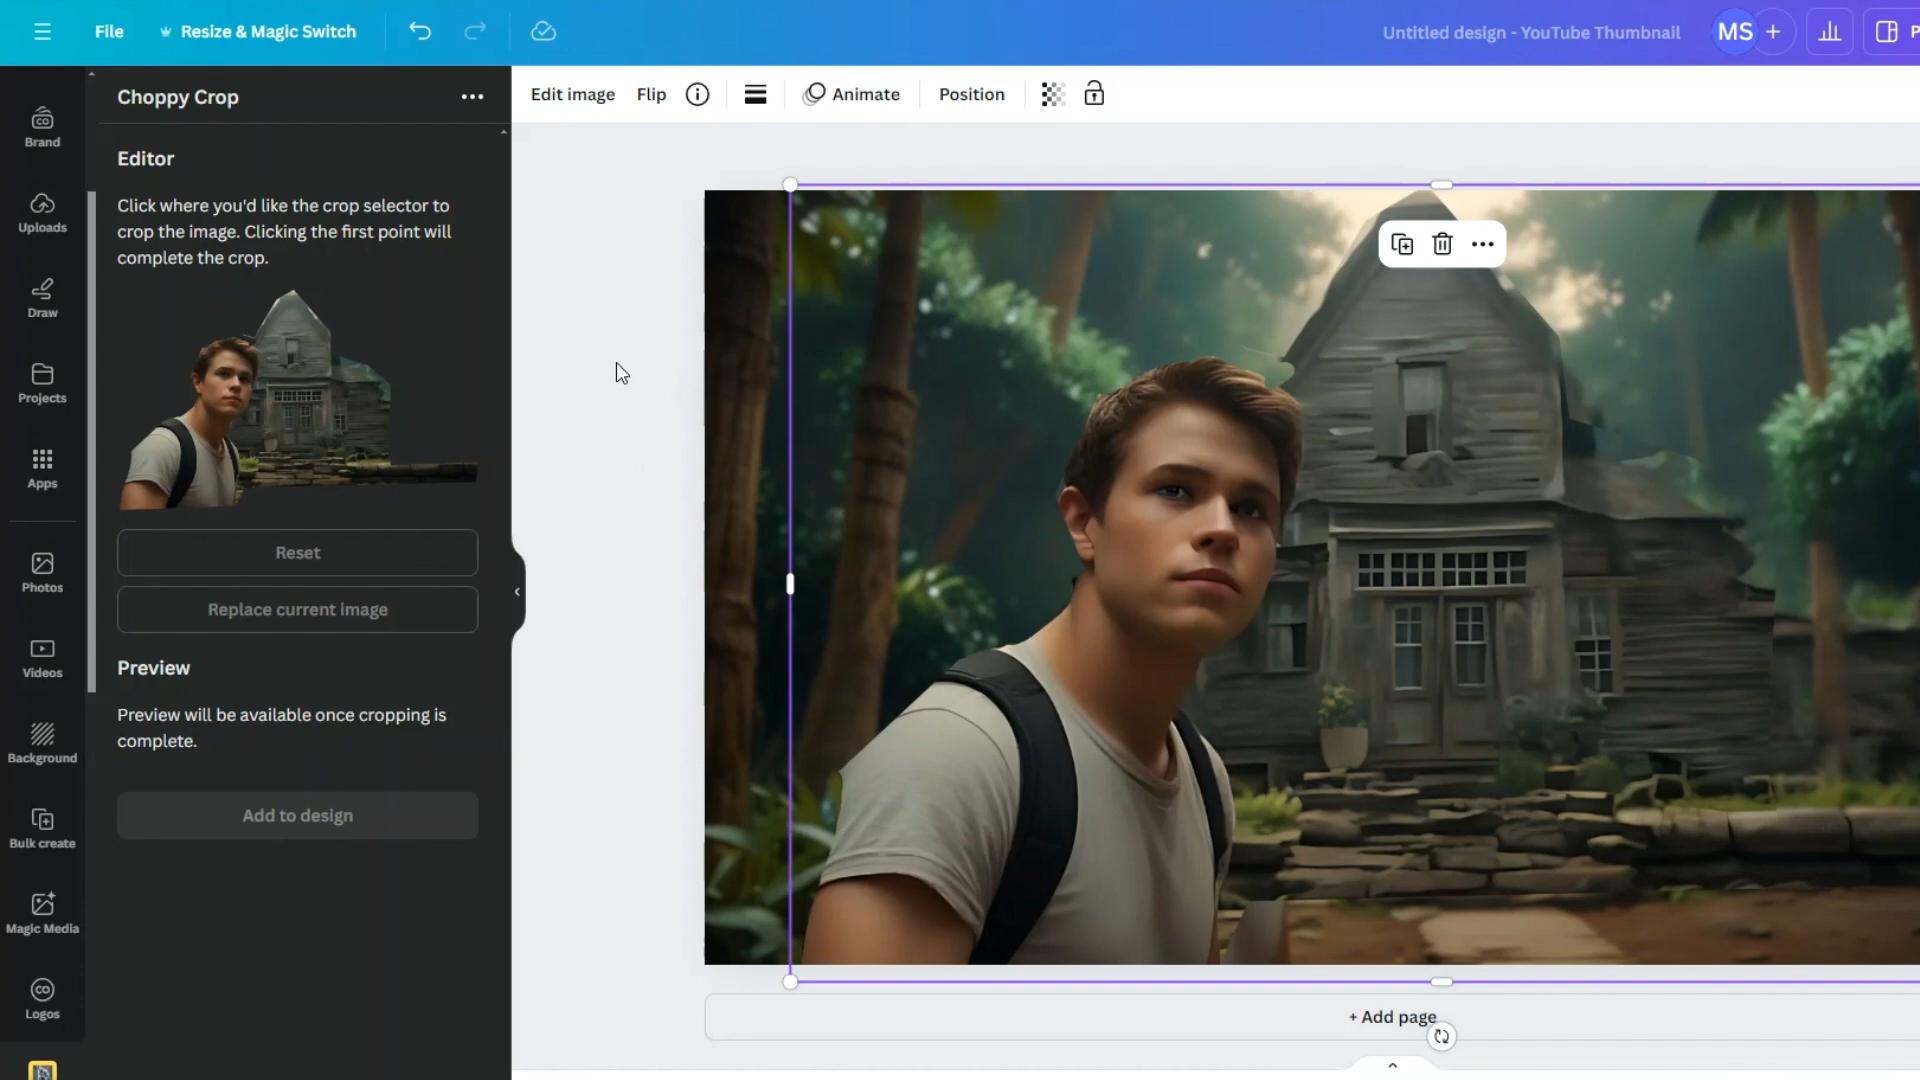 File
Resize & Magic Switch
Untitled design - YouTube Thumbnail
MS
Choppy Crop
Edit image
Flip
Animate
Position
Brand
Uploads
Draw
Projects
Apps
Photos
Videos
Background
Bulk create
Magic Media
Logos
Editor
Click where you'd like the crop selector to
crop the image. Clicking the first point will
complete the crop.
Reset
Replace current image
Preview
Preview will be available once cropping is
complete.
Add to design
+ Add page